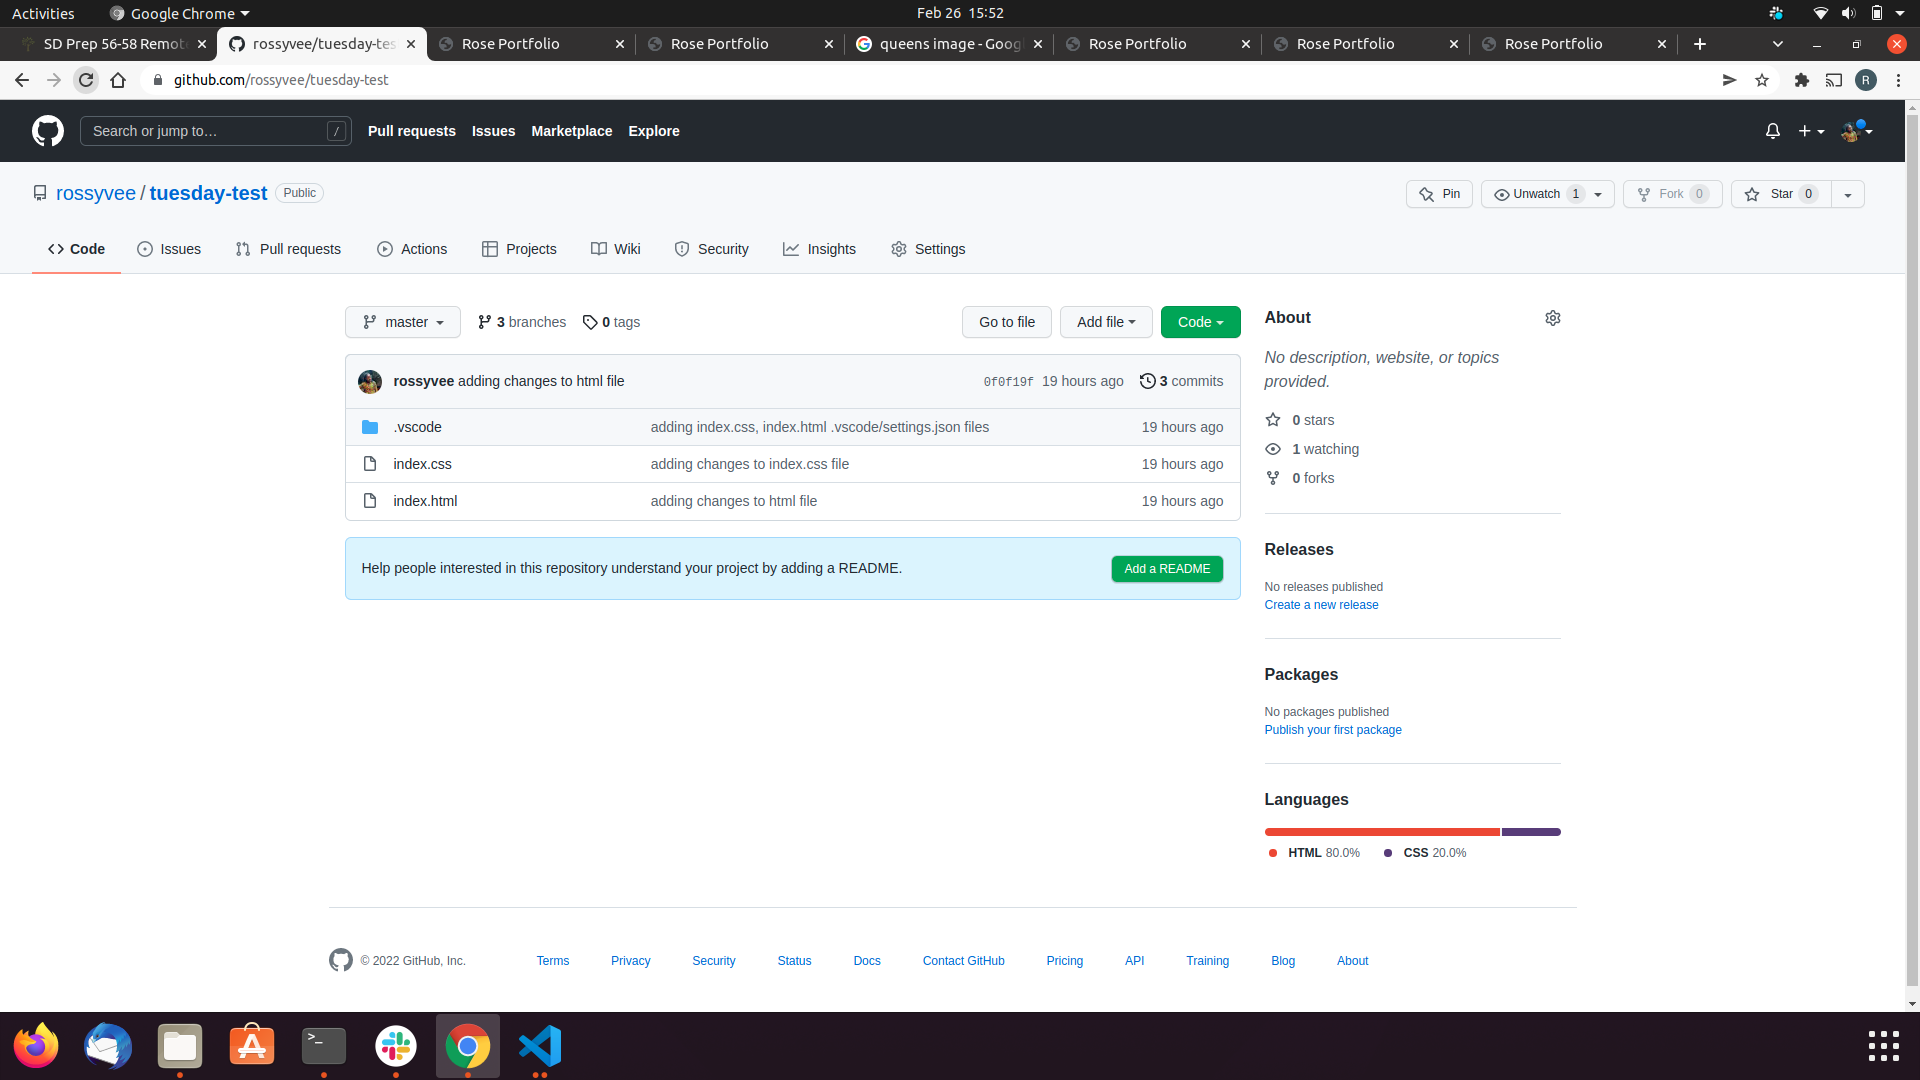 Activities Google Chrome Feb 26 15:52
SD Prep 56-58 Remot rossyvee/tuesday-tes Rose Portfolio Rose Portfolio queens image - Goog Rose Portfolio Rose Portfolio Rose Portfolio
github.com/rossyvee/tuesday-test R
Search or jump to… / Pull requests Issues Marketplace Explore
rossyvee / tuesday-test Public Pin Unwatch 1 Fork 0 Star 0
Code Issues Pull requests Actions Projects Wiki Security Insights Settings
master 3 branches 0 tags Go to file Add file Code
rossyvee adding changes to html file 0f0f19f 19 hours ago 3 commits
.vscode adding index.css, index.html .vscode/settings.json files 19 hours ago
index.css adding changes to index.css file 19 hours ago
index.html adding changes to html file 19 hours ago
Help people interested in this repository understand your project by adding a README. Add a README
About
No description, website, or topics
provided.
0 stars
1 watching
0 forks
Releases
No releases published
Create a new release
Packages
No packages published
Publish your first package
Languages
HTML 80.0% CSS 20.0%
© 2022 GitHub, Inc. Terms Privacy Security Status Docs Contact GitHub Pricing API Training Blog About